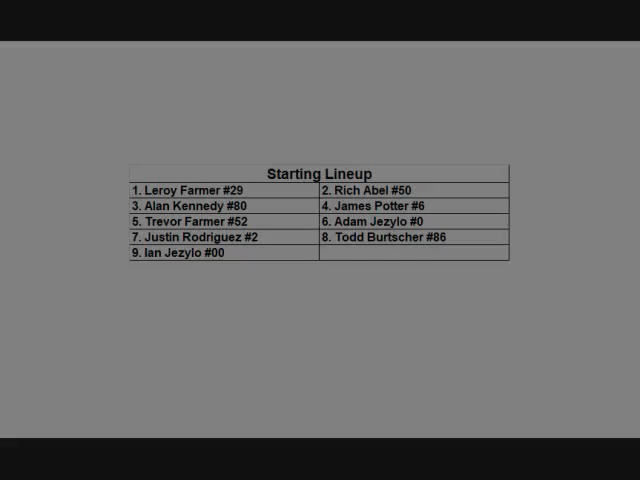 Starting Lineup
1. Leroy Farmer #29 2. Rich Abel #50
3. Alan Kennedy #80 4. James Potter #6
5. Trevor Farmer #52 6. Adam Jezylo #0
7. Justin Rodriguez #2 8. Todd Burtscher #86
9. Ian Jezylo #00